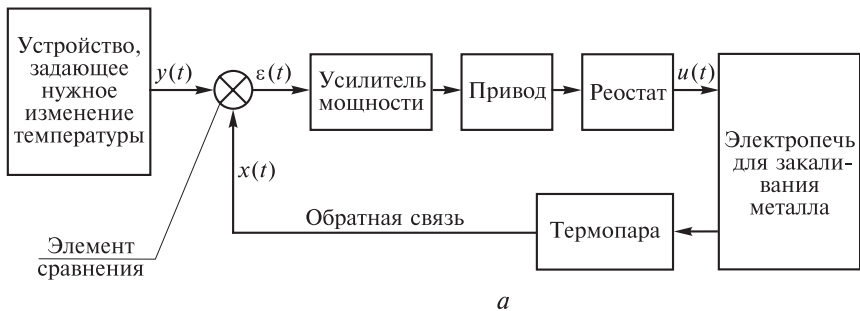 Устройство,
задающее
нужное
изменение
температуры
y(t)
ε(t)
Усилитель
мощности
Привод
Реостат
u(t)
Электропечь
для закали-
вания
металла
x(t)
Обратная связь
Термопара
Элемент
сравнения
а